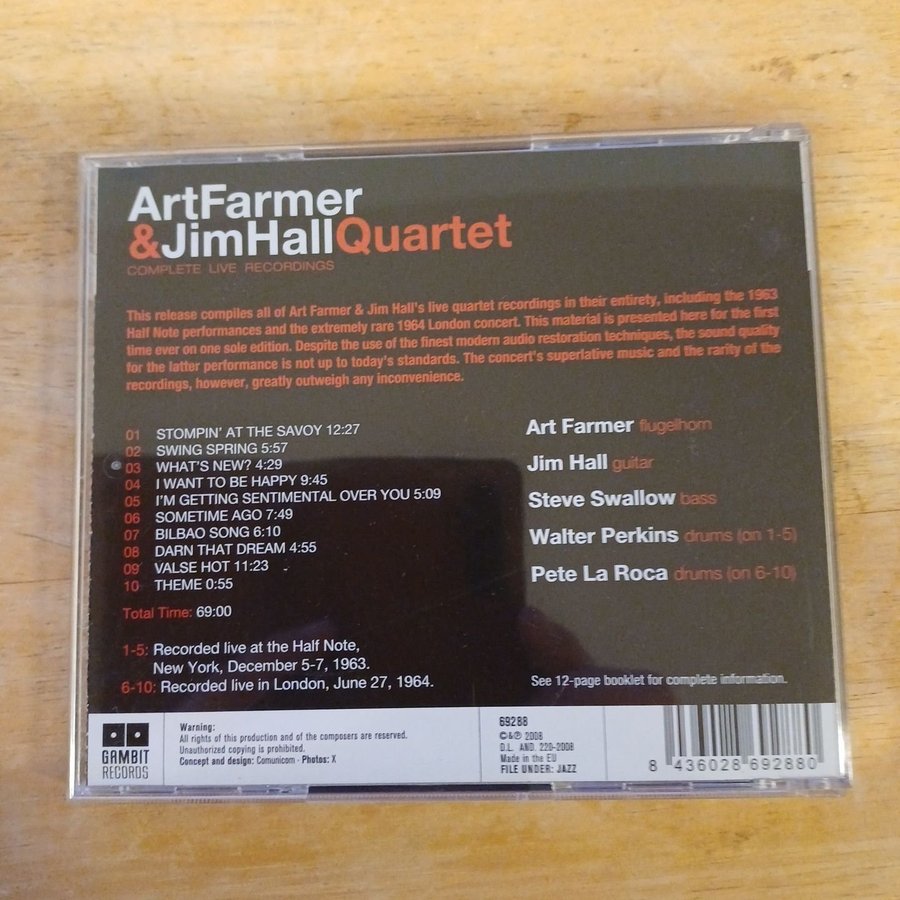 ArtFarmer
&JimHallQuartet
COMPLETE LIVE RECORDINGS
This release compiles all of Art Farmer & Jim Hall's live quartet recordings in their entirety, including the 1963
Half Note performances and the extremely rare 1964 London concert. This material is presented here for the first
time ever on one sole edition. Despite the use of the finest modern audio restoration techniques, the sound quality
for the latter performance is not up to today's standards. The concert's superlative music and the rarity of the
recordings, however, greatly outweigh any inconvenience.
01 STOMPIN' AT THE SAVOY 12:27
02 SWING SPRING 5:57
03 WHAT'S NEW? 4:29
04 I WANT TO BE HAPPY 9:45
05 I'M GETTING SENTIMENTAL OVER YOU 5:09
06 SOMETIME AGO 7:49
07 BILBAO SONG 6:10
08 DARN THAT DREAM 4:55
09 VALSE HOT 11:23
10 THEME 0:55
Total Time: 69:00
1-5: Recorded live at the Half Note,
New York, December 5-7, 1963.
6-10: Recorded live in London, June 27, 1964.
Art Farmer flugelhorn
Jim Hall guitar
Steve Swallow bass
Walter Perkins drums (on 1-5)
Pete La Roca drums (on 6-10)
See 12-page booklet for complete information.
GAMBIT
RECORDS
Warning:
All rights of this production and of the composers are reserved.
Unauthorized copying is prohibited.
Concept and design: Comunicom · Photos: X
69288
©&℗ 2008
D.L. AND. 220-2008
Made in the EU
FILE UNDER: JAZZ
8 436028 692880